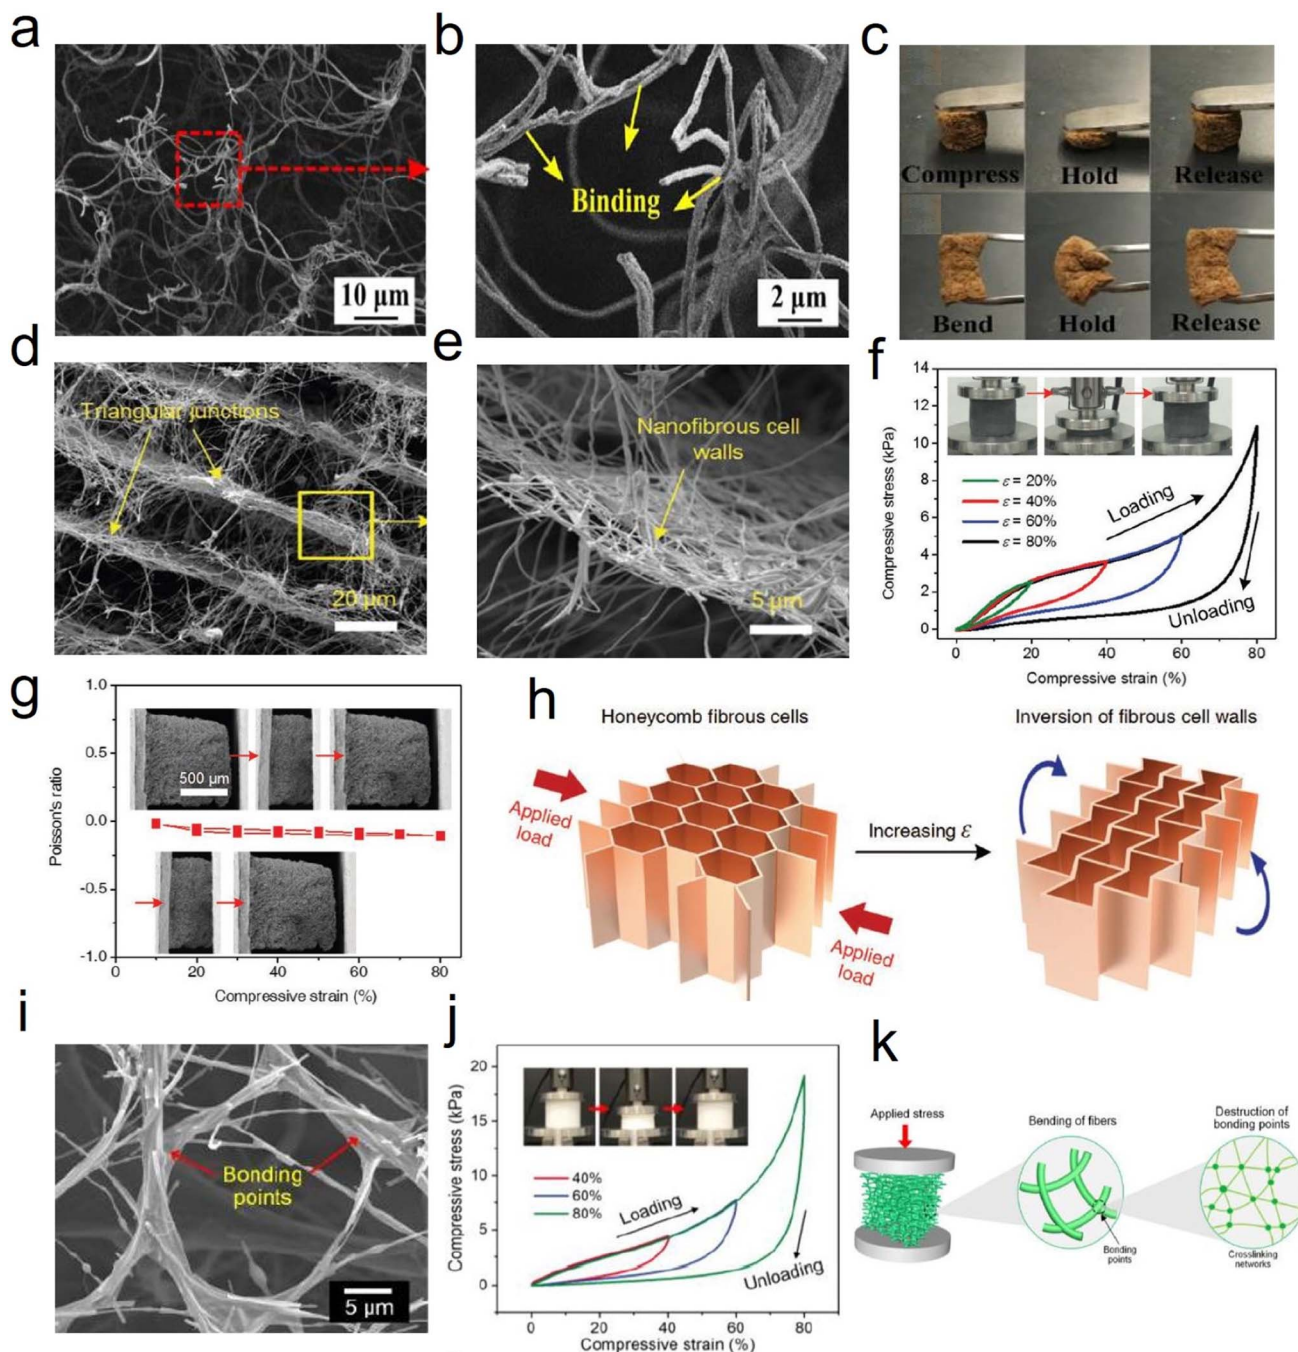 a
b
c
10 μm
Binding
2 μm
Compress
Hold
Release
Bend
Hold
Release
d
e
f
Triangular junctions
20 μm
Nanofibrous cell
walls
5 μm
Compressive stress (kPa)
14
12
10
8
6
4
2
0
ε = 20%
ε = 40%
ε = 60%
ε = 80%
Loading
Unloading
0
20
40
60
80
Compressive strain (%)
g
Poisson's ratio
1.0
0.5
0.0
-0.5
-1.0
500 μm
0
20
40
60
80
Compressive strain (%)
h
Honeycomb fibrous cells
Inversion of fibrous cell walls
Applied
load
Increasing ε
Applied
load
i
Bonding
points
5 μm
j
Compressive stress (kPa)
20
15
10
5
0
40%
60%
80%
Loading
Unloading
0
20
40
60
80
Compressive strain (%)
k
Applied stress
Bending of fibers
Destruction of
bonding points
Bonding
points
Crosslinking
networks